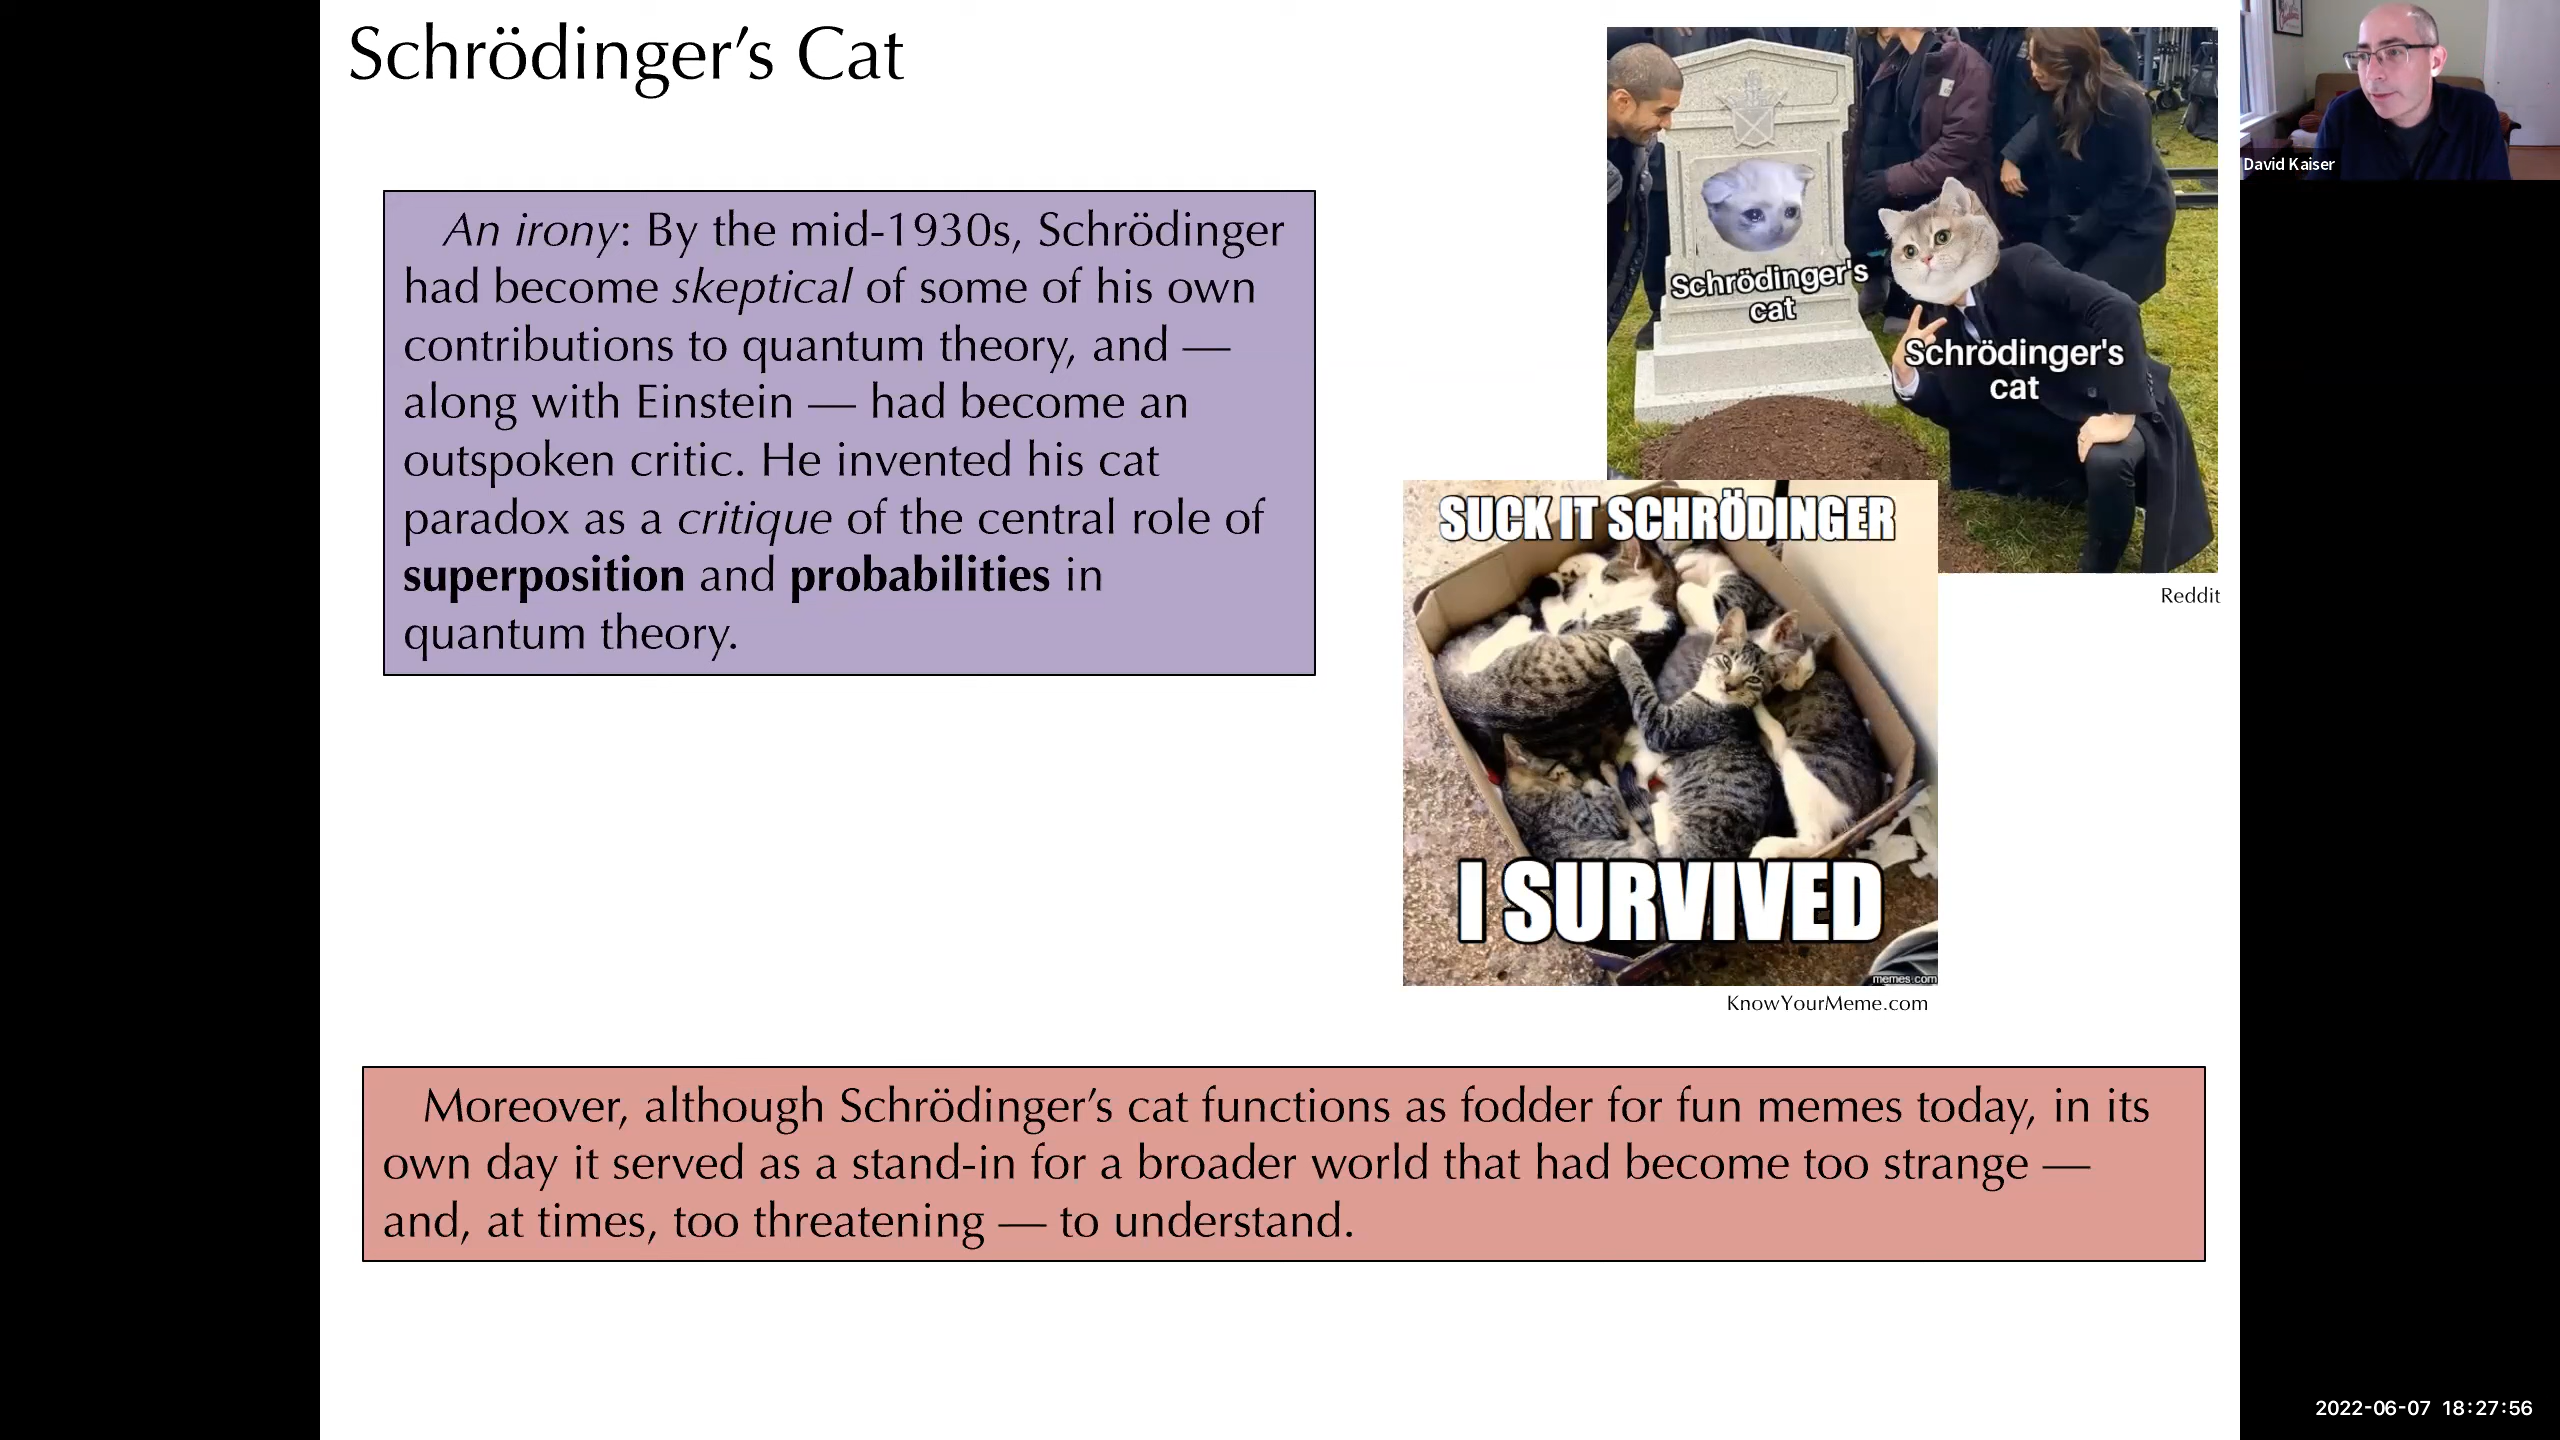 Schrödinger’s Cat
An irony: By the mid-1930s, Schrödinger
had become skeptical of some of his own
contributions to quantum theory, and —
along with Einstein — had become an
outspoken critic. He invented his cat
paradox as a critique of the central role of
superposition and probabilities in
quantum theory.
Schrödinger's
cat
Schrödinger's
cat
Reddit
SUCK IT SCHRÖDINGER
I SURVIVED
memes.com
KnowYourMeme.com
Moreover, although Schrödinger’s cat functions as fodder for fun memes today, in its
own day it served as a stand-in for a broader world that had become too strange —
and, at times, too threatening — to understand.
David Kaiser
2022-06-07 18:27:56